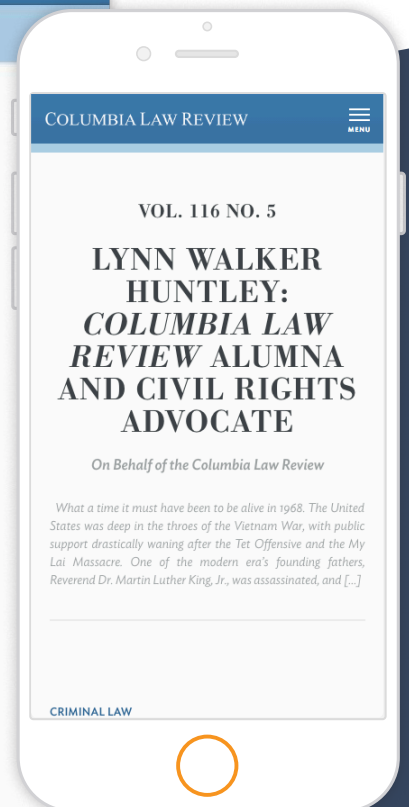 COLUMBIA LAW REVIEW
MENU
VOL. 116 NO. 5
LYNN WALKER
HUNTLEY:
COLUMBIA LAW
REVIEW ALUMNA
AND CIVIL RIGHTS
ADVOCATE
On Behalf of the Columbia Law Review
What a time it must have been to be alive in 1968. The United
States was deep in the throes of the Vietnam War, with public
support drastically waning after the Tet Offensive and the My
Lai Massacre. One of the modern era's founding fathers,
Reverend Dr. Martin Luther King, Jr., was assassinated, and [...]
CRIMINAL LAW